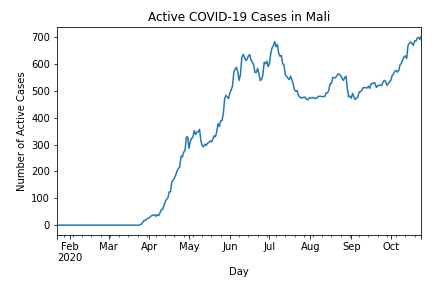 Active COVID-19 Cases in Mali
Number of Active Cases
700
600
500
400
300
200
100
0
Feb Mar Apr May Jun Jul Aug Sep Oct
2020
Day